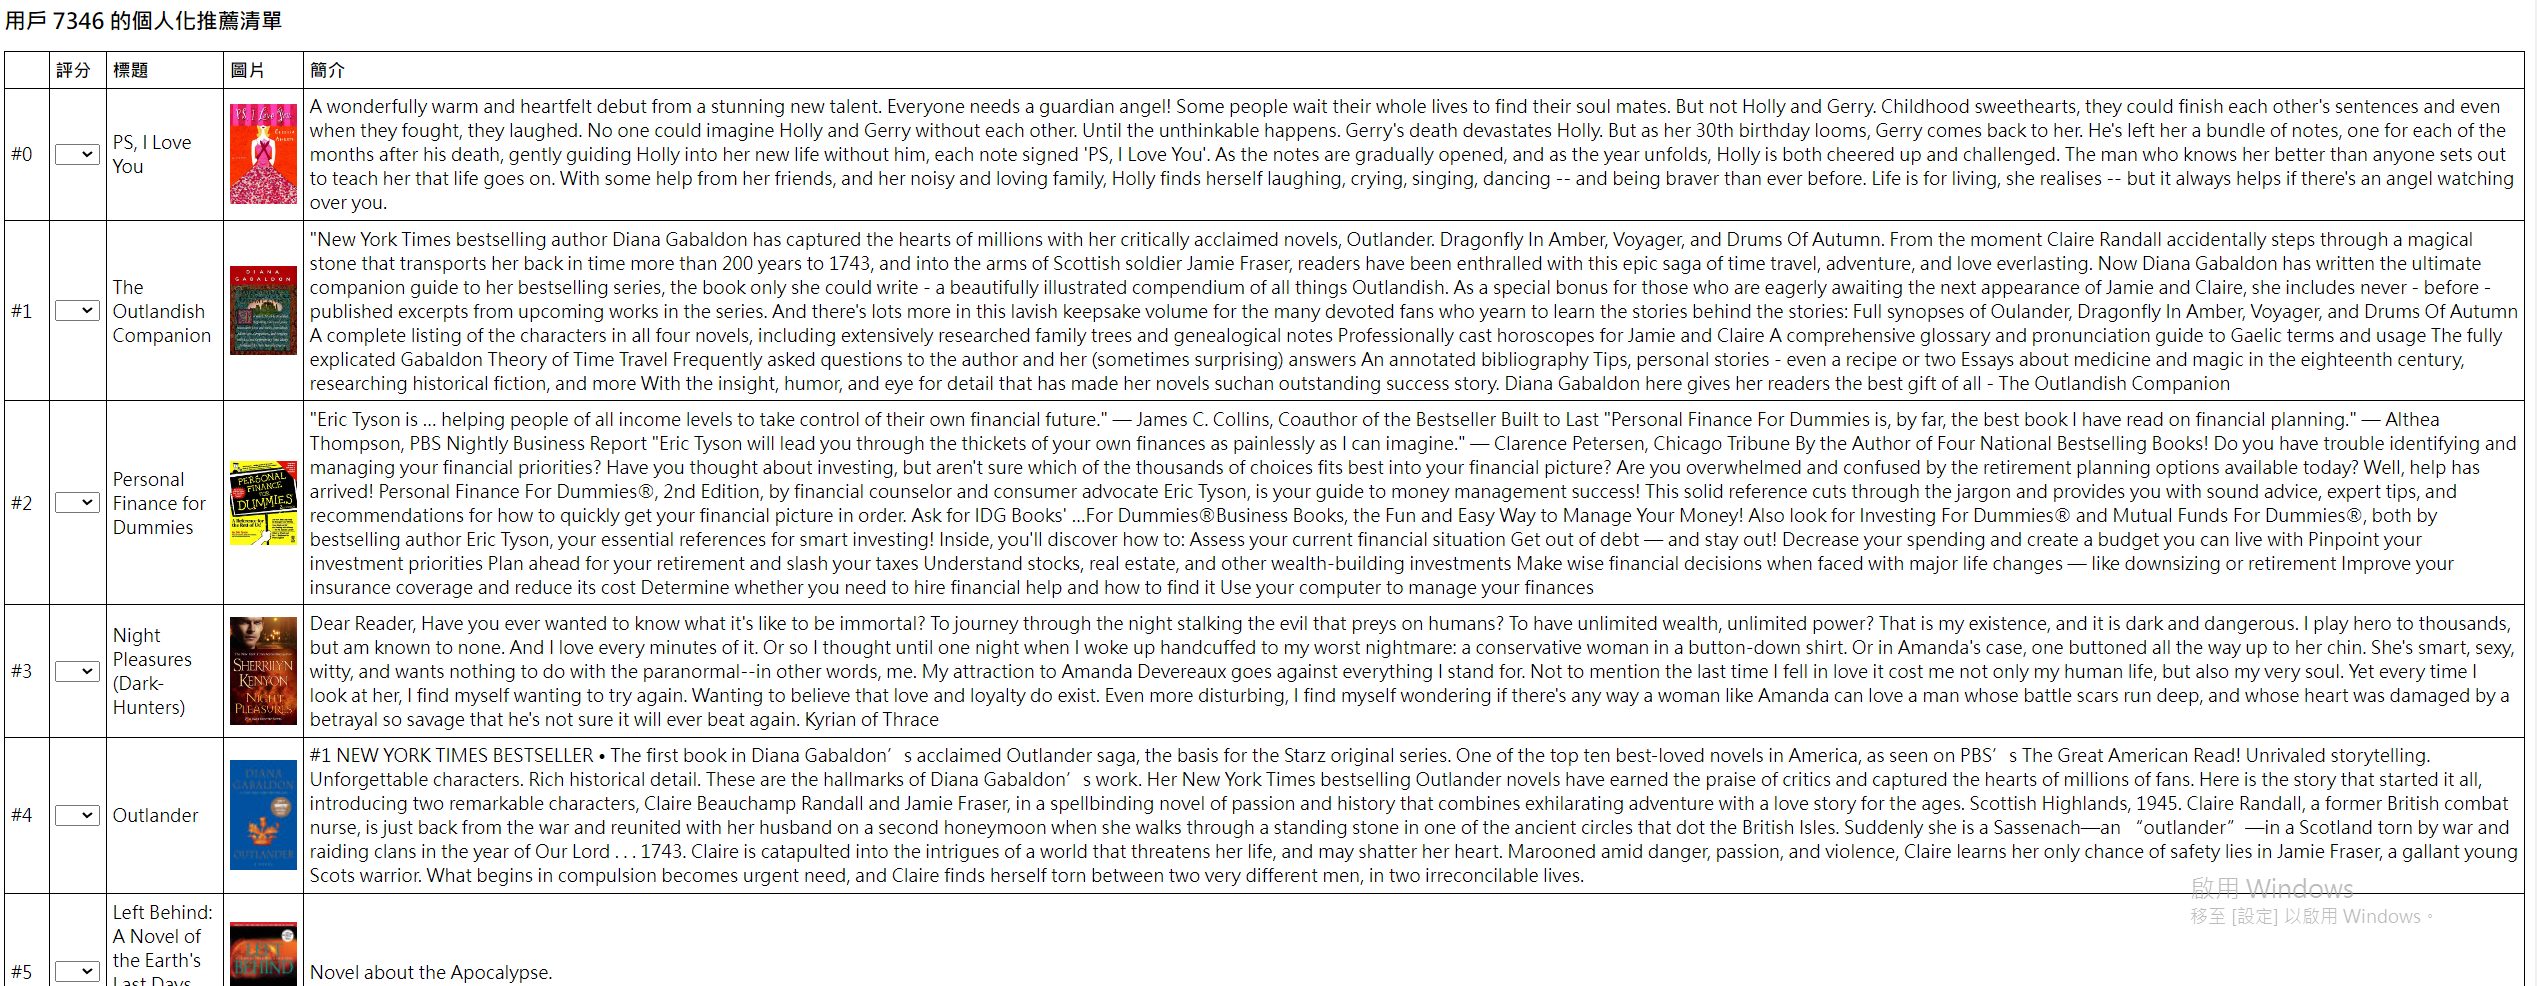 用戶 7346 的個人化推薦清單
評分 標題 圖片 簡介
#0
PS, I Love
You
PS, I Love You
A wonderfully warm and heartfelt debut from a stunning new talent. Everyone needs a guardian angel! Some people wait their whole lives to find their soul mates. But not Holly and Gerry. Childhood sweethearts, they could finish each other's sentences and even
when they fought, they laughed. No one could imagine Holly and Gerry without each other. Until the unthinkable happens. Gerry's death devastates Holly. But as her 30th birthday looms, Gerry comes back to her. He's left her a bundle of notes, one for each of the
months after his death, gently guiding Holly into her new life without him, each note signed 'PS, I Love You'. As the notes are gradually opened, and as the year unfolds, Holly is both cheered up and challenged. The man who knows her better than anyone sets out
to teach her that life goes on. With some help from her friends, and her noisy and loving family, Holly finds herself laughing, crying, singing, dancing -- and being braver than ever before. Life is for living, she realises -- but it always helps if there's an angel watching
over you.
#1
The
Outlandish
Companion
DIANA
GABALDON
"New York Times bestselling author Diana Gabaldon has captured the hearts of millions with her critically acclaimed novels, Outlander. Dragonfly In Amber, Voyager, and Drums Of Autumn. From the moment Claire Randall accidentally steps through a magical
stone that transports her back in time more than 200 years to 1743, and into the arms of Scottish soldier Jamie Fraser, readers have been enthralled with this epic saga of time travel, adventure, and love everlasting. Now Diana Gabaldon has written the ultimate
companion guide to her bestselling series, the book only she could write - a beautifully illustrated compendium of all things Outlandish. As a special bonus for those who are eagerly awaiting the next appearance of Jamie and Claire, she includes never - before -
published excerpts from upcoming works in the series. And there's lots more in this lavish keepsake volume for the many devoted fans who yearn to learn the stories behind the stories: Full synopses of Oulander, Dragonfly In Amber, Voyager, and Drums Of Autumn
A complete listing of the characters in all four novels, including extensively researched family trees and genealogical notes Professionally cast horoscopes for Jamie and Claire A comprehensive glossary and pronunciation guide to Gaelic terms and usage The fully
explicated Gabaldon Theory of Time Travel Frequently asked questions to the author and her (sometimes surprising) answers An annotated bibliography Tips, personal stories - even a recipe or two Essays about medicine and magic in the eighteenth century,
researching historical fiction, and more With the insight, humor, and eye for detail that has made her novels suchan outstanding success story. Diana Gabaldon here gives her readers the best gift of all - The Outlandish Companion
#2
Personal
Finance for
Dummies
PERSONAL
FINANCE FOR
DUMMIES
"Eric Tyson is ... helping people of all income levels to take control of their own financial future." — James C. Collins, Coauthor of the Bestseller Built to Last "Personal Finance For Dummies is, by far, the best book I have read on financial planning." — Althea
Thompson, PBS Nightly Business Report "Eric Tyson will lead you through the thickets of your own finances as painlessly as I can imagine." — Clarence Petersen, Chicago Tribune By the Author of Four National Bestselling Books! Do you have trouble identifying and
managing your financial priorities? Have you thought about investing, but aren't sure which of the thousands of choices fits best into your financial picture? Are you overwhelmed and confused by the retirement planning options available today? Well, help has
arrived! Personal Finance For Dummies®, 2nd Edition, by financial counselor and consumer advocate Eric Tyson, is your guide to money management success! This solid reference cuts through the jargon and provides you with sound advice, expert tips, and
recommendations for how to quickly get your financial picture in order. Ask for IDG Books' ...For Dummies®Business Books, the Fun and Easy Way to Manage Your Money! Also look for Investing For Dummies® and Mutual Funds For Dummies®, both by
bestselling author Eric Tyson, your essential references for smart investing! Inside, you'll discover how to: Assess your current financial situation Get out of debt — and stay out! Decrease your spending and create a budget you can live with Pinpoint your
investment priorities Plan ahead for your retirement and slash your taxes Understand stocks, real estate, and other wealth-building investments Make wise financial decisions when faced with major life changes — like downsizing or retirement Improve your
insurance coverage and reduce its cost Determine whether you need to hire financial help and how to find it Use your computer to manage your finances
#3
Night
Pleasures
(Dark-
Hunters)
SHERRILYN
KENYON
NIGHT
PLEASURES
Dear Reader, Have you ever wanted to know what it's like to be immortal? To journey through the night stalking the evil that preys on humans? To have unlimited wealth, unlimited power? That is my existence, and it is dark and dangerous. I play hero to thousands,
but am known to none. And I love every minutes of it. Or so I thought until one night when I woke up handcuffed to my worst nightmare: a conservative woman in a button-down shirt. Or in Amanda's case, one buttoned all the way up to her chin. She's smart, sexy,
witty, and wants nothing to do with the paranormal--in other words, me. My attraction to Amanda Devereaux goes against everything I stand for. Not to mention the last time I fell in love it cost me not only my human life, but also my very soul. Yet every time I
look at her, I find myself wanting to try again. Wanting to believe that love and loyalty do exist. Even more disturbing, I find myself wondering if there's any way a woman like Amanda can love a man whose battle scars run deep, and whose heart was damaged by a
betrayal so savage that he's not sure it will ever beat again. Kyrian of Thrace
#4
Outlander
DIANA
GABALDON
OUTLANDER
#1 NEW YORK TIMES BESTSELLER • The first book in Diana Gabaldon’s acclaimed Outlander saga, the basis for the Starz original series. One of the top ten best-loved novels in America, as seen on PBS’s The Great American Read! Unrivaled storytelling.
Unforgettable characters. Rich historical detail. These are the hallmarks of Diana Gabaldon’s work. Her New York Times bestselling Outlander novels have earned the praise of critics and captured the hearts of millions of fans. Here is the story that started it all,
introducing two remarkable characters, Claire Beauchamp Randall and Jamie Fraser, in a spellbinding novel of passion and history that combines exhilarating adventure with a love story for the ages. Scottish Highlands, 1945. Claire Randall, a former British combat
nurse, is just back from the war and reunited with her husband on a second honeymoon when she walks through a standing stone in one of the ancient circles that dot the British Isles. Suddenly she is a Sassenach—an “outlander”—in a Scotland torn by war and
raiding clans in the year of Our Lord . . . 1743. Claire is catapulted into the intrigues of a world that threatens her life, and may shatter her heart. Marooned amid danger, passion, and violence, Claire learns her only chance of safety lies in Jamie Fraser, a gallant young
Scots warrior. What begins in compulsion becomes urgent need, and Claire finds herself torn between two very different men, in two irreconcilable lives.
#5
Left Behind:
A Novel of
the Earth's
Last Days
LEFT
BEHIND
Novel about the Apocalypse.
啟用 Windows
移至 [設定] 以啟用 Windows。